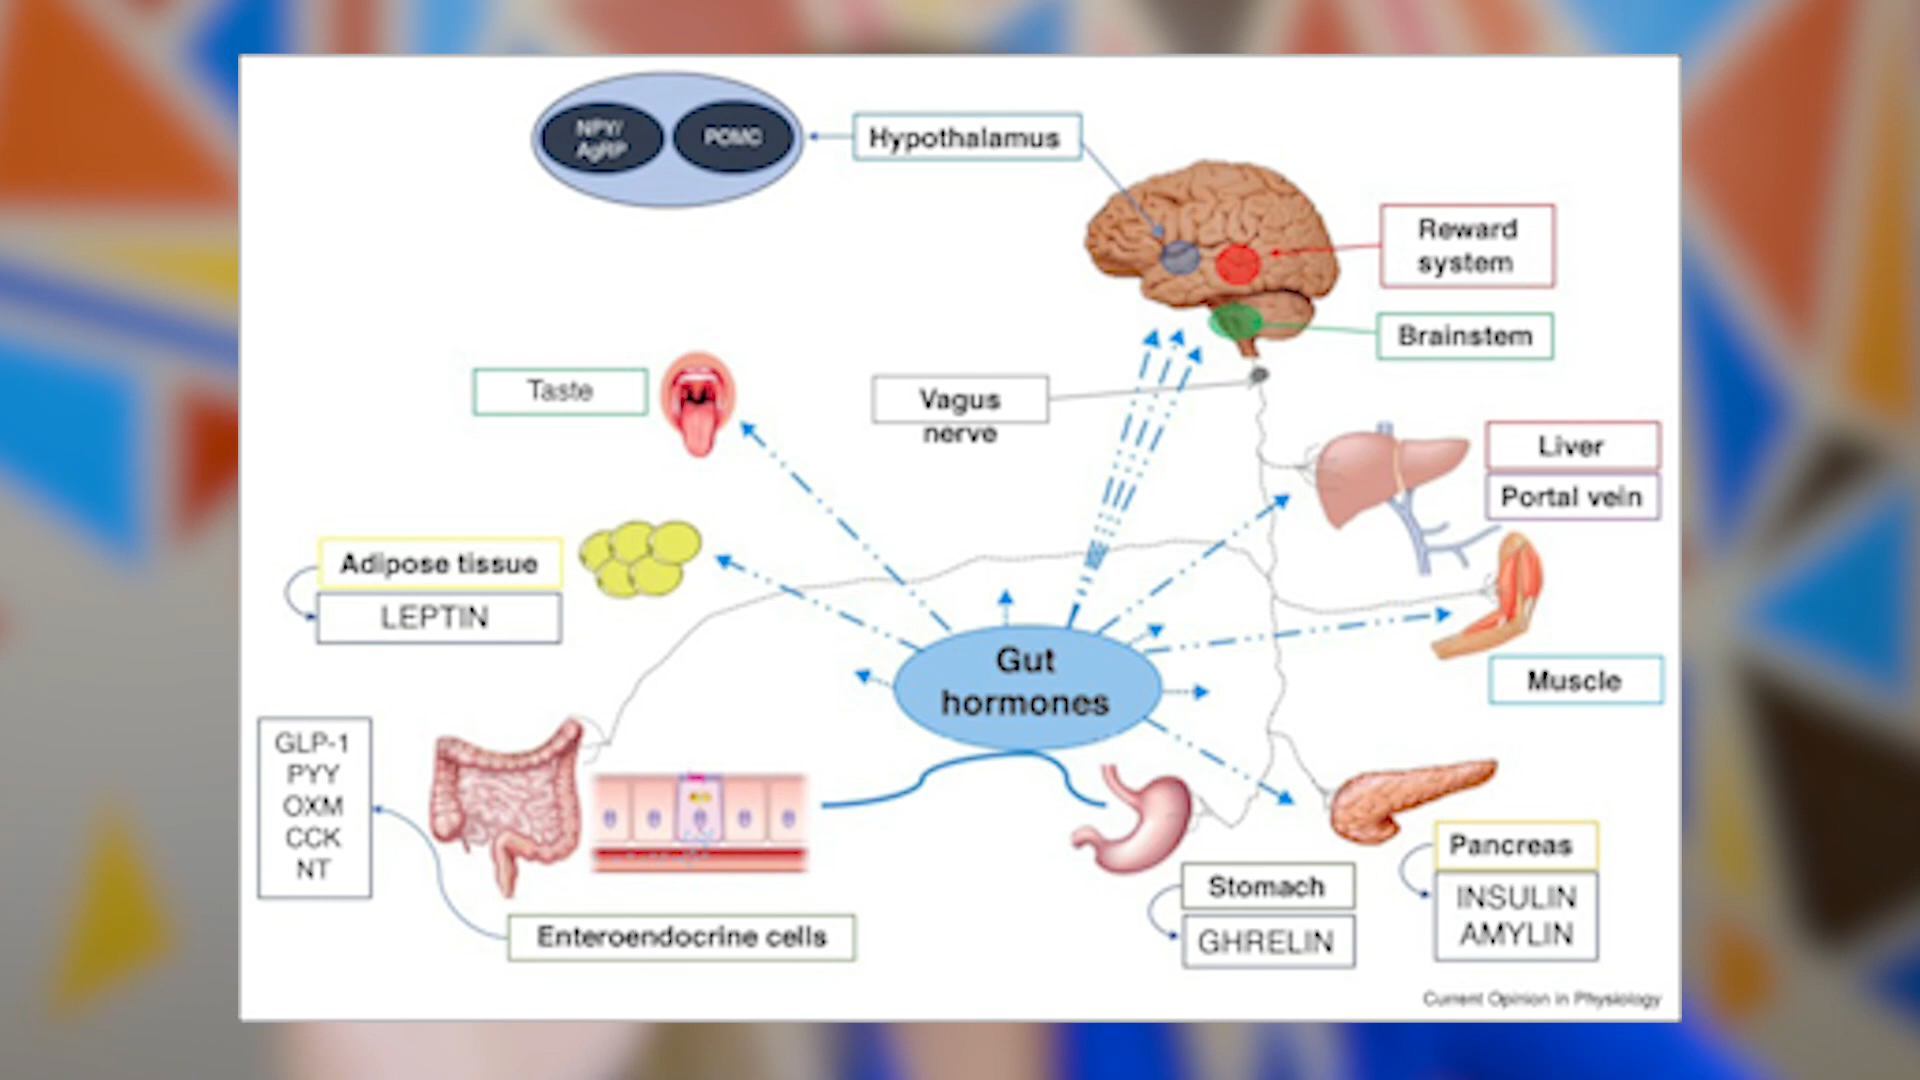 NPY/
AgRP
POMC
Hypothalamus
Reward
system
Brainstem
Taste
Vagus
nerve
Liver
Portal vein
Adipose tissue
LEPTIN
Gut
hormones
Muscle
GLP-1
PYY
OXM
CCK
NT
Enteroendocrine cells
Stomach
GHRELIN
Pancreas
INSULIN
AMYLIN
Current Opinion in Physiology